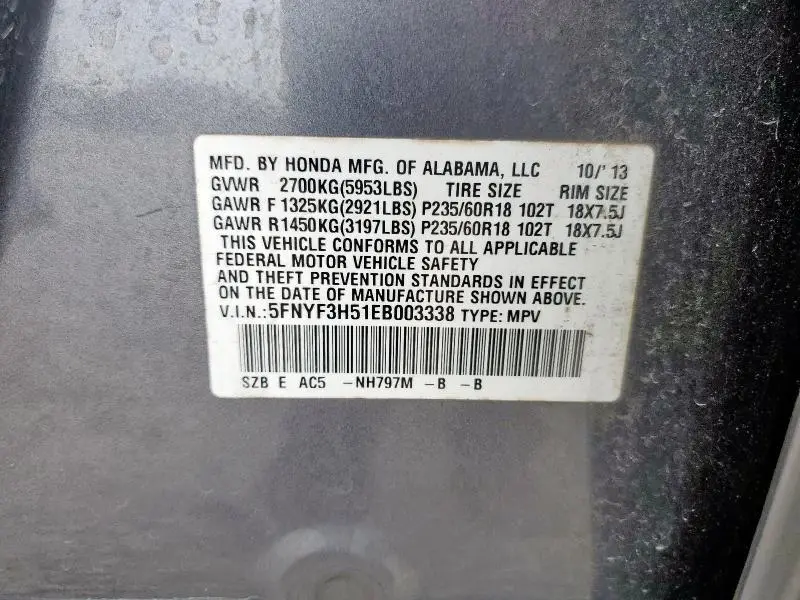 MFD. BY HONDA MFG. OF ALABAMA, LLC 10/'13
GVWR 2700KG(5953LBS) TIRE SIZE RIM SIZE
GAWR F 1325KG(2921LBS) P235/60R18 102T 18X7.5J
GAWR R1450KG(3197LBS) P235/60R18 102T 18X7.5J
THIS VEHICLE CONFORMS TO ALL APPLICABLE
FEDERAL MOTOR VEHICLE SAFETY
AND THEFT PREVENTION STANDARDS IN EFFECT
ON THE DATE OF MANUFACTURE SHOWN ABOVE.
V.I.N.:5FNYF3H51EB003338 TYPE: MPV
SZB E AC5 -NH797M -B -B